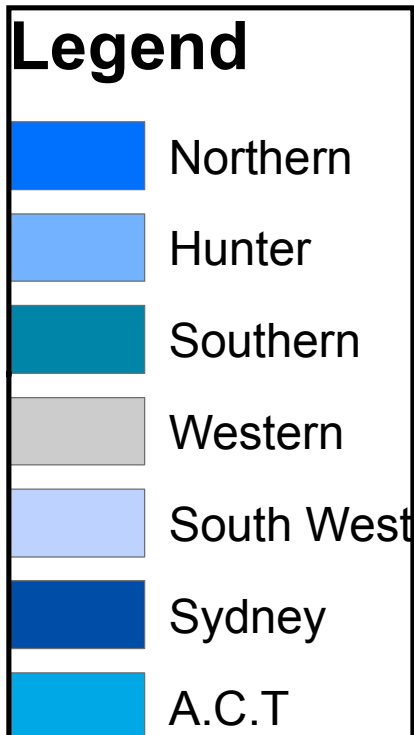 Legend
Northern
Hunter
Southern
Western
South West
Sydney
A.C.T